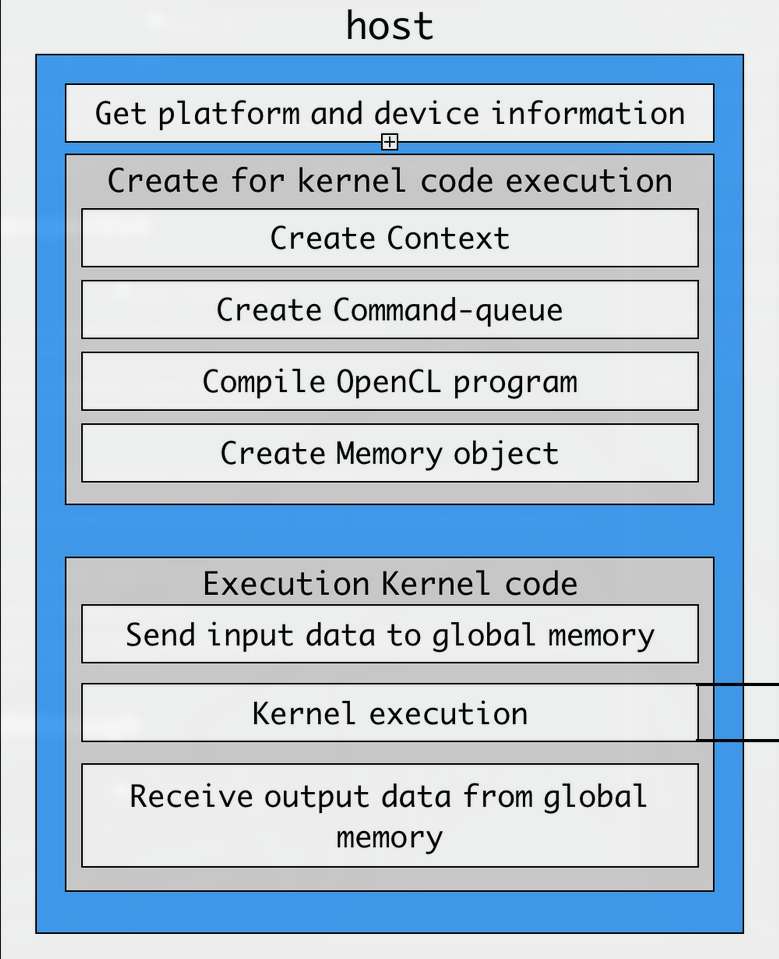 host
Get platform and device information
Create for kernel code execution
Create Context
Create Command-queue
Compile OpenCL program
Create Memory object
Execution Kernel code
Send input data to global memory
Kernel execution
Receive output data from global
memory